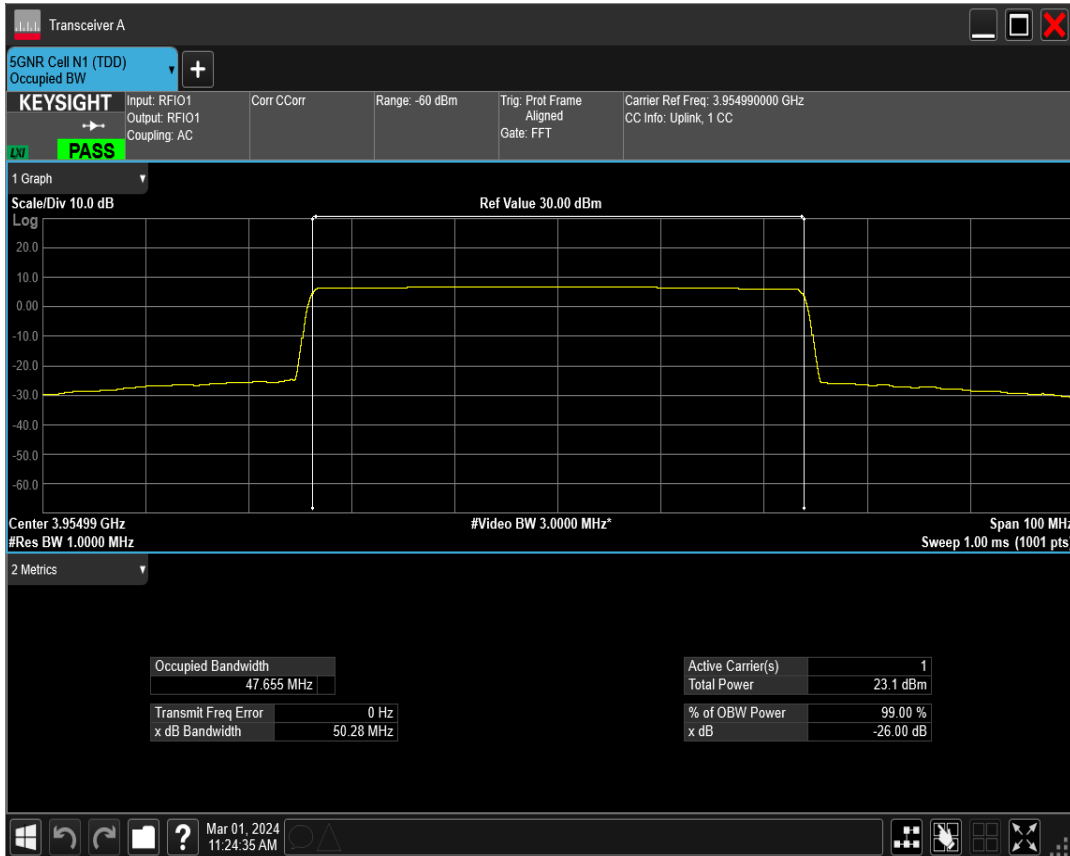 Transceiver A
5GNR Cell N1 (TDD)
Occupied BW
+
KEYSIGHT
LXI
PASS
Input: RFIO1
Output: RFIO1
Coupling: AC
Corr CCorr
Range: -60 dBm
Trig: Prot Frame
Aligned
Gate: FFT
Carrier Ref Freq: 3.954990000 GHz
CC Info: Uplink, 1 CC
1 Graph
Scale/Div 10.0 dB
Ref Value 30.00 dBm
Log
20.0
10.0
0.00
-10.0
-20.0
-30.0
-40.0
-50.0
-60.0
Center 3.95499 GHz
#Video BW 3.0000 MHz*
Span 100 MHz
#Res BW 1.0000 MHz
Sweep 1.00 ms (1001 pts)
2 Metrics
Occupied Bandwidth
47.655 MHz
Transmit Freq Error 0 Hz
x dB Bandwidth 50.28 MHz
Active Carrier(s) 1
Total Power 23.1 dBm
% of OBW Power 99.00 %
x dB -26.00 dB
?
Mar 01, 2024
11:24:35 AM